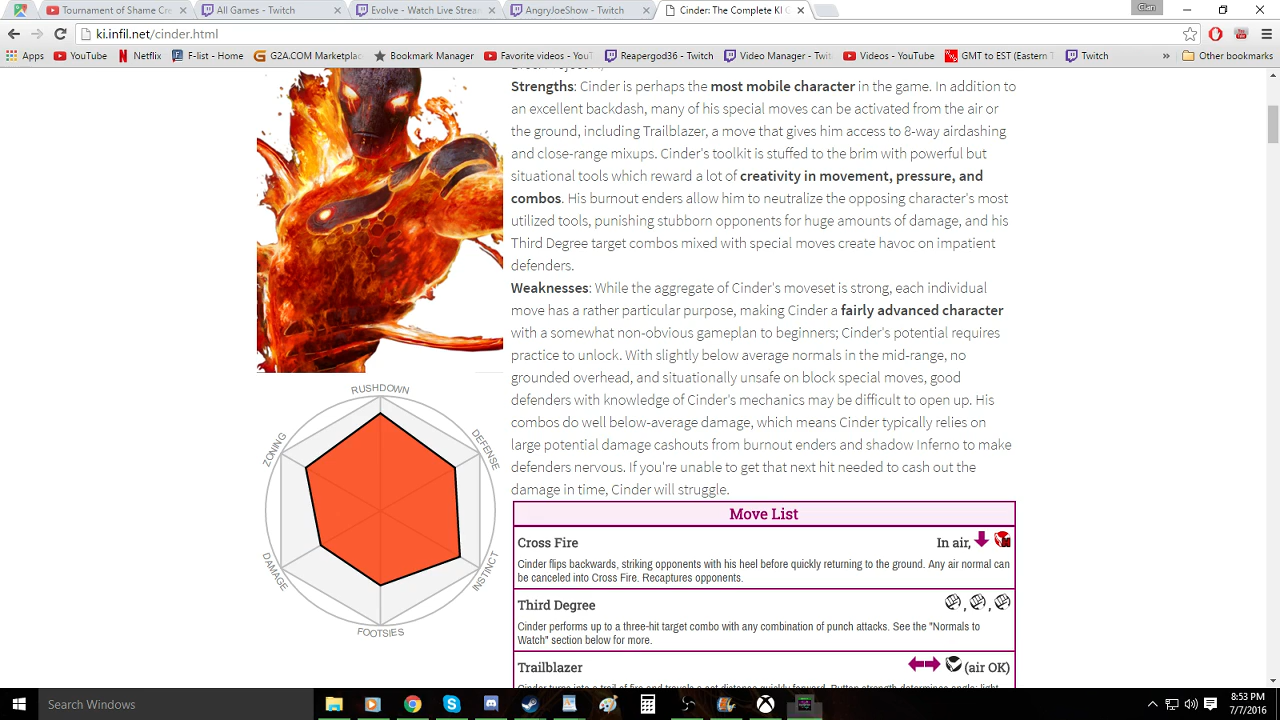 Tournament of Shame Cre
All Games - Twitch
Evolve - Watch Live Strea
AngryJoeShow - Twitch
Cinder: The Complete KI G
Glen
ki.infil.net/cinder.html
Apps
YouTube
Netflix
F-list - Home
G2A.COM Marketplac
Bookmark Manager
Favorite videos - YouT
Reapergod36 - Twitch
Video Manager - Twitc
Videos - YouTube
GMT to EST (Eastern T
Twitch
»
Other bookmarks
Strengths: Cinder is perhaps the most mobile character in the game. In addition to
an excellent backdash, many of his special moves can be activated from the air or
the ground, including Trailblazer, a move that gives him access to 8-way airdashing
and close-range mixups. Cinder's toolkit is stuffed to the brim with powerful but
situational tools which reward a lot of creativity in movement, pressure, and
combos. His burnout enders allow him to neutralize the opposing character's most
utilized tools, punishing stubborn opponents for huge amounts of damage, and his
Third Degree target combos mixed with special moves create havoc on impatient
defenders.
Weaknesses: While the aggregate of Cinder's moveset is strong, each individual
move has a rather particular purpose, making Cinder a fairly advanced character
with a somewhat non-obvious gameplan to beginners; Cinder's potential requires
practice to unlock. With slightly below average normals in the mid-range, no
grounded overhead, and situationally unsafe on block special moves, good
defenders with knowledge of Cinder's mechanics may be difficult to open up. His
combos do well below-average damage, which means Cinder typically relies on
large potential damage cashouts from burnout enders and shadow Inferno to make
defenders nervous. If you're unable to get that next hit needed to cash out the
damage in time, Cinder will struggle.
RUSHDOWN
ZONING
DEFENSE
DAMAGE
INSTINCT
FOOTSIES
Move List
Cross Fire
In air,
Cinder flips backwards, striking opponents with his heel before quickly returning to the ground. Any air normal can
be canceled into Cross Fire. Recaptures opponents.
Third Degree
, ,
Cinder performs up to a three-hit target combo with any combination of punch attacks. See the "Normals to
Watch" section below for more.
Trailblazer
(air OK)
Search Windows
8:53 PM
7/7/2016